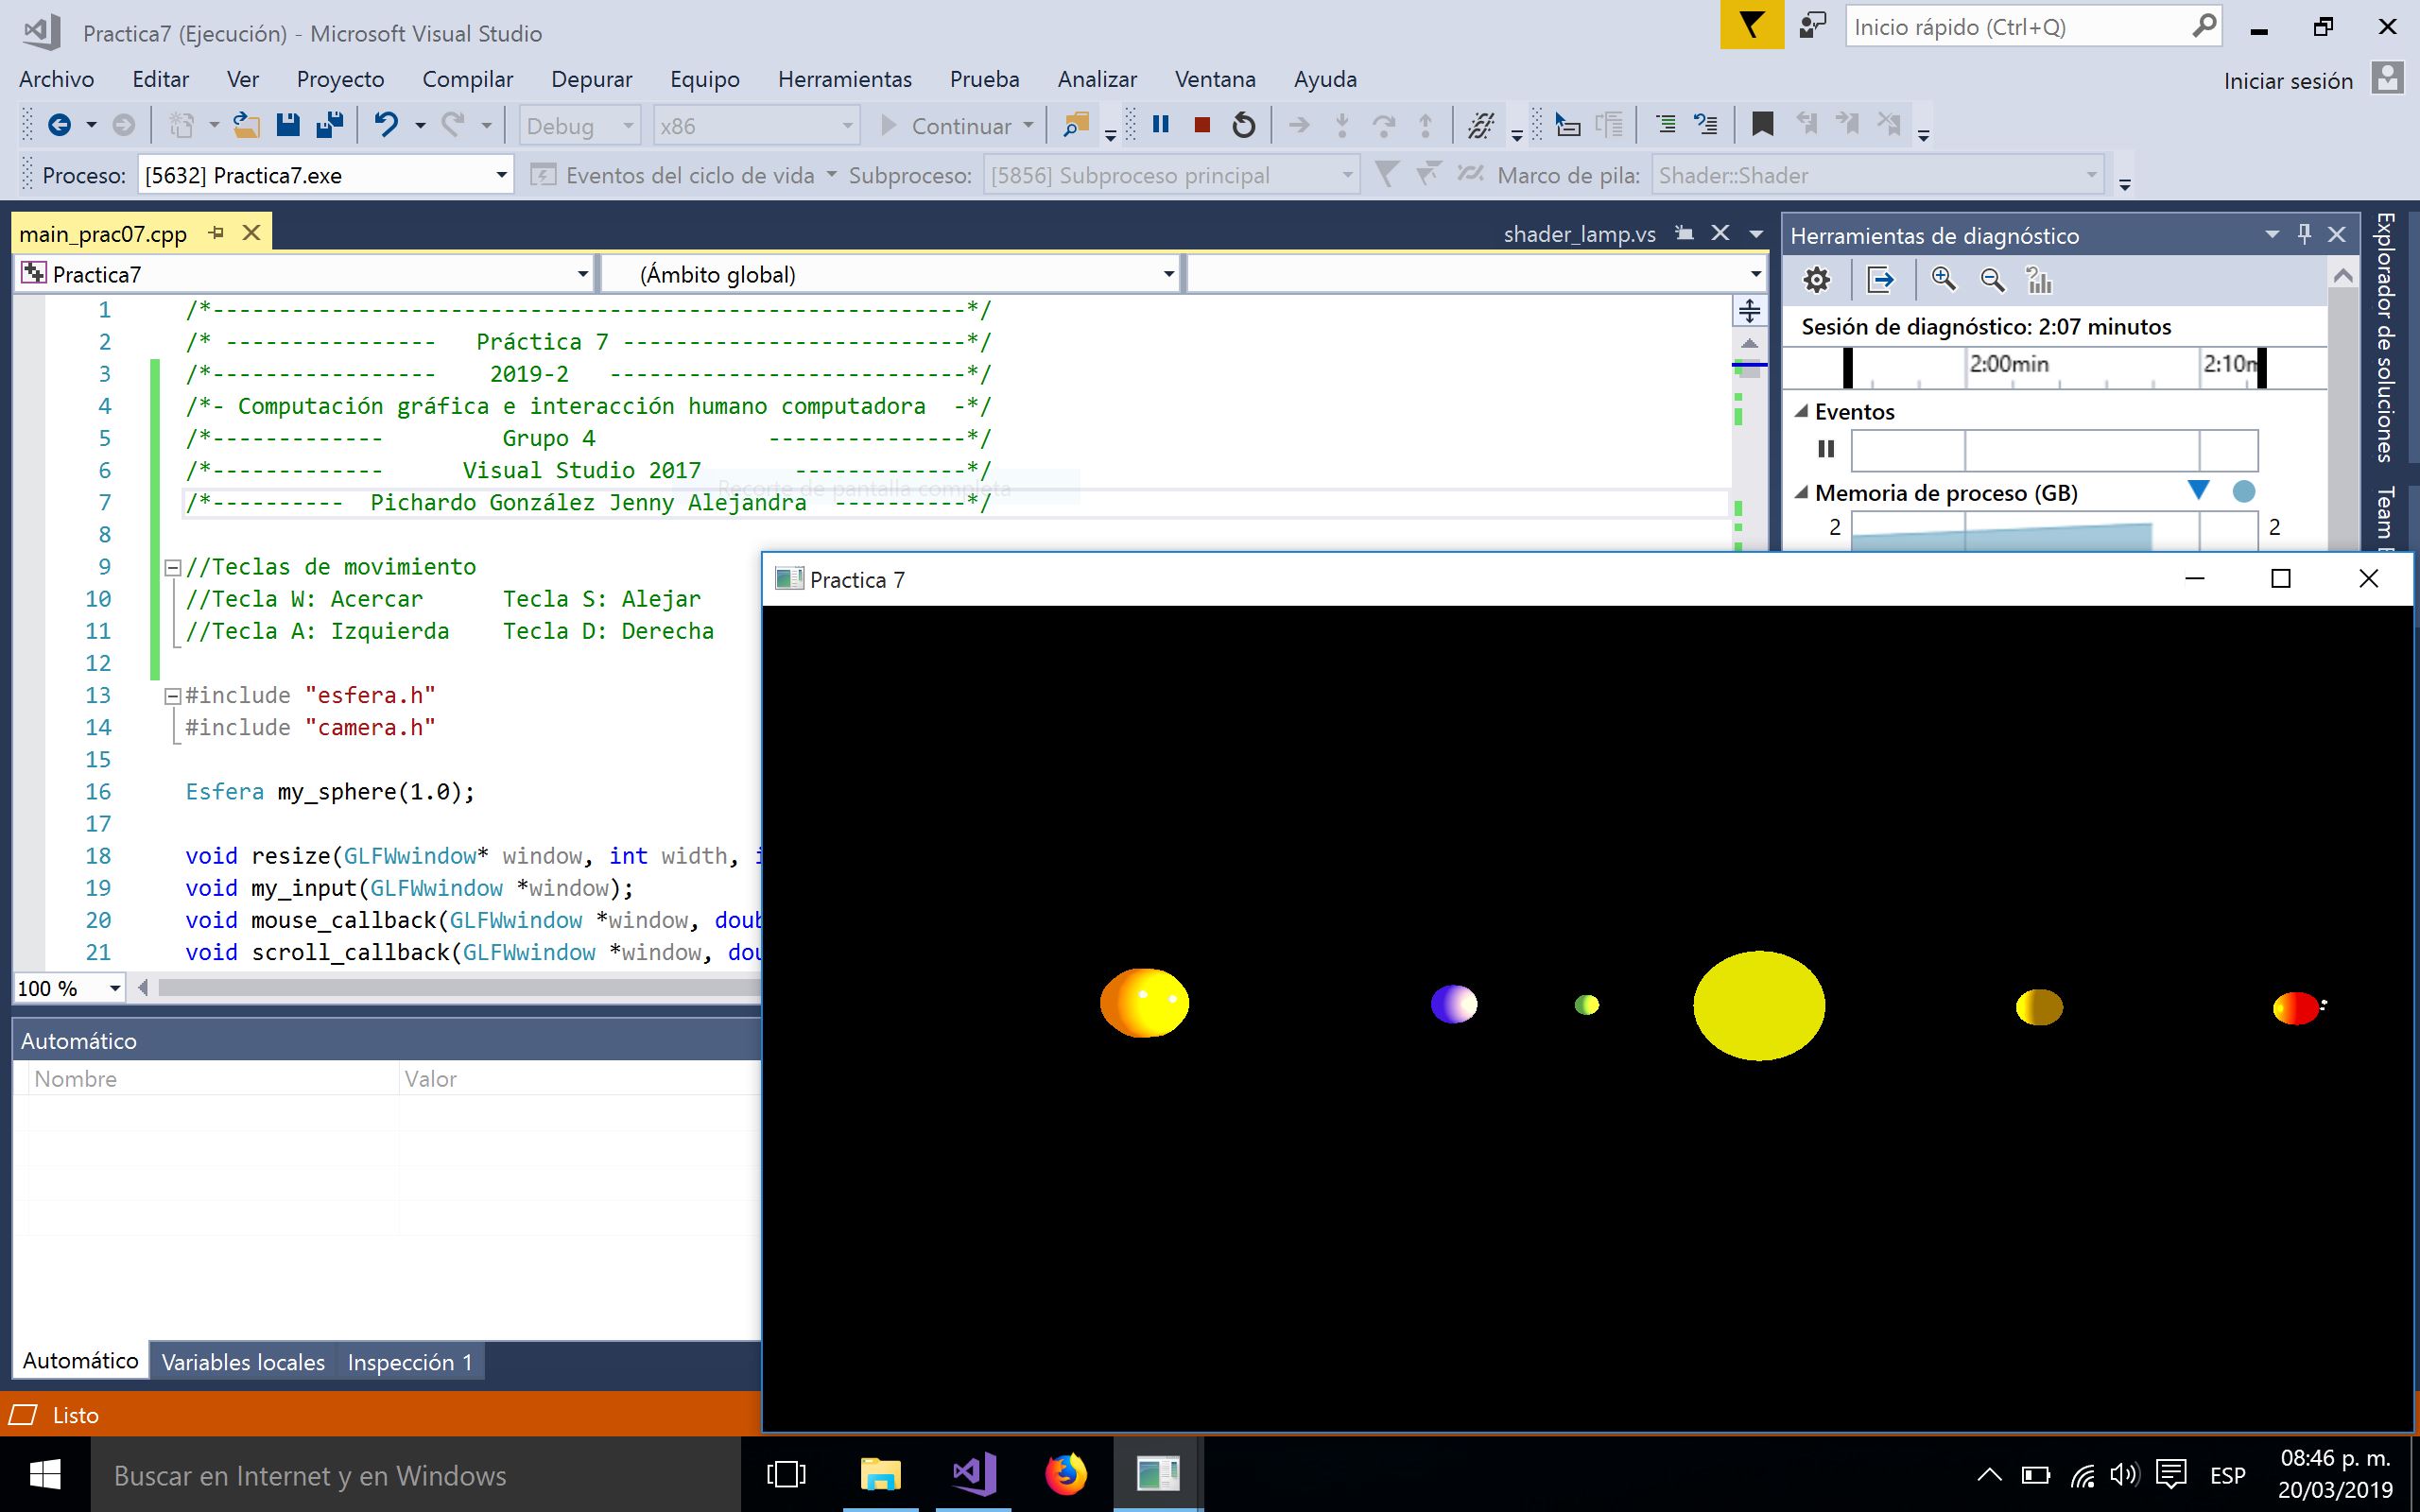 Practica7 (Ejecución) - Microsoft Visual Studio
Inicio rápido (Ctrl+Q)
Archivo Editar Ver Proyecto Compilar Depurar Equipo Herramientas Prueba Analizar Ventana Ayuda
Iniciar sesión
Debug x86 Continuar
Proceso: [5632] Practica7.exe Eventos del ciclo de vida Subproceso: [5856] Subproceso principal Marco de pila: Shader::Shader
main_prac07.cpp
shader_lamp.vs
Practica7
(Ámbito global)
1 /*---------------------------------------------------------*/
2 /* ---------------- Práctica 7 --------------------------*/
3 /*----------------- 2019-2 ---------------------------*/
4 /*- Computación gráfica e interacción humano computadora -*/
5 /*------------- Grupo 4 ---------------*/
6 /*------------- Visual Studio 2017 -------------*/
Recorte de pantalla completa
7 /*---------- Pichardo González Jenny Alejandra ----------*/
8
9 //Teclas de movimiento
10 //Tecla W: Acercar Tecla S: Alejar
11 //Tecla A: Izquierda Tecla D: Derecha
12
13 #include "esfera.h"
14 #include "camera.h"
15
16 Esfera my_sphere(1.0);
17
18 void resize(GLFWwindow* window, int width, i
19 void my_input(GLFWwindow *window);
20 void mouse_callback(GLFWwindow *window, doub
21 void scroll_callback(GLFWwindow *window, dou
100 %
Herramientas de diagnóstico
Sesión de diagnóstico: 2:07 minutos
2:00min 2:10m
Eventos
Memoria de proceso (GB)
2 2
Explorador de soluciones
Team E
Practica 7
Automático
Nombre Valor
Automático Variables locales Inspección 1
Listo
Buscar en Internet y en Windows
ESP
08:46 p. m.
20/03/2019